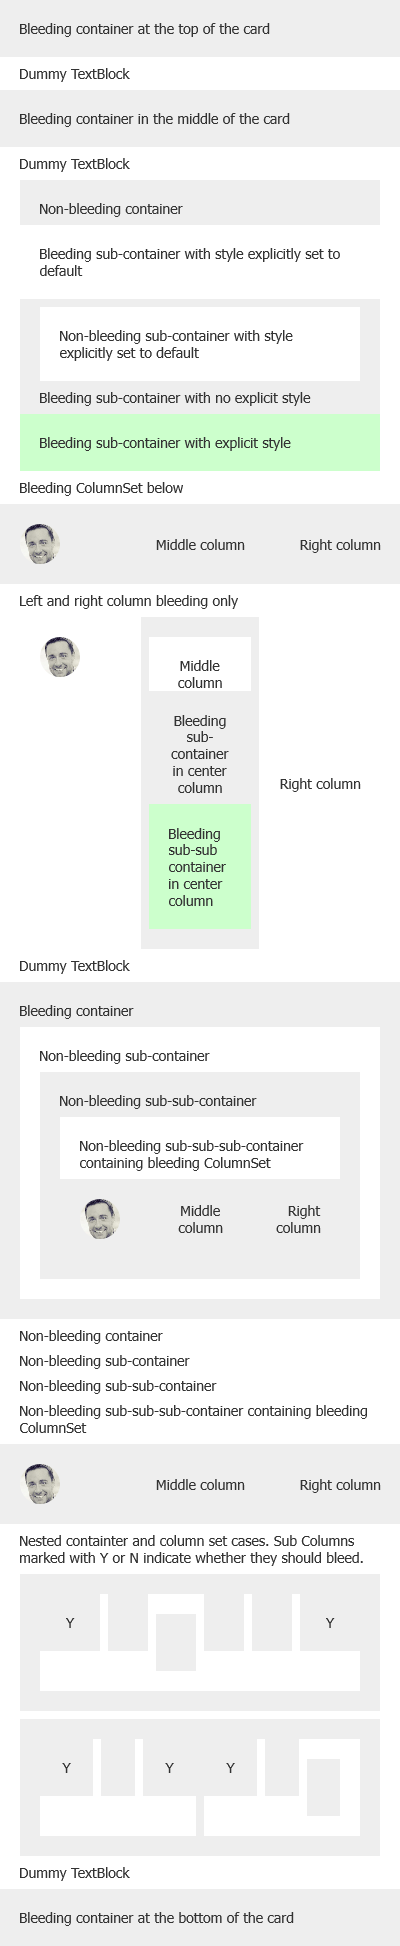 Bleeding container at the top of the card
Dummy TextBlock
Bleeding container in the middle of the card
Dummy TextBlock
Non-bleeding container
Bleeding sub-container with style explicitly set to
default
Non-bleeding sub-container with style
explicitly set to default
Bleeding sub-container with no explicit style
Bleeding sub-container with explicit style
Bleeding ColumnSet below
Middle column
Right column
Left and right column bleeding only
Middle
column
Bleeding
sub-
container
in center
column
Right column
Bleeding
sub-sub
container
in center
column
Dummy TextBlock
Bleeding container
Non-bleeding sub-container
Non-bleeding sub-sub-container
Non-bleeding sub-sub-sub-container
containing bleeding ColumnSet
Middle
column
Right
column
Non-bleeding container
Non-bleeding sub-container
Non-bleeding sub-sub-container
Non-bleeding sub-sub-sub-container containing bleeding
ColumnSet
Middle column
Right column
Nested containter and column set cases. Sub Columns
marked with Y or N indicate whether they should bleed.
Y
Y
Y
Y
Y
Dummy TextBlock
Bleeding container at the bottom of the card